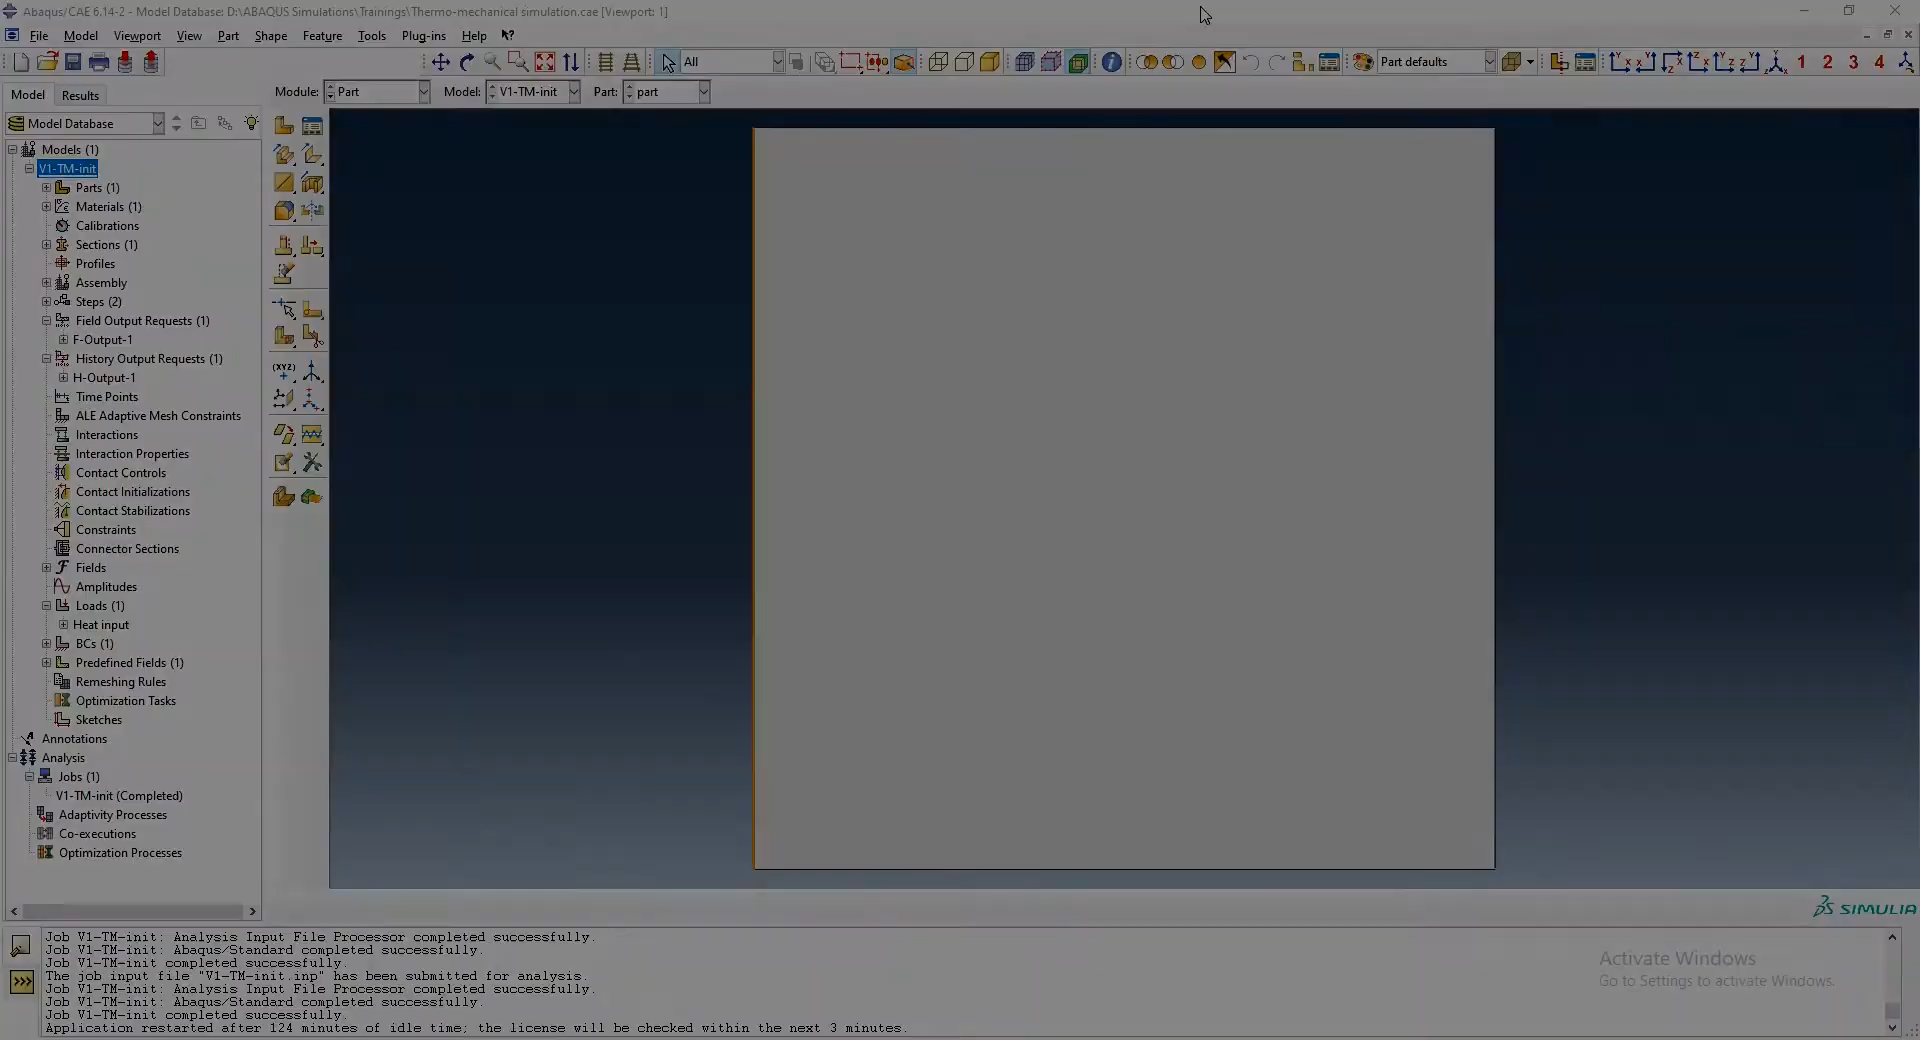 Abaqus/CAE 6.14-2 - Model Database: D:\ABAQUS Simulations\Trainings\Thermo-mechanical simulation.cae [Viewport: 1]
File Model Viewport View Part Shape Feature Tools Plug-ins Help
All Part defaults 1 2 3 4
Model Results Module: Part Model: V1-TM-init Part: part
Model Database
Models (1)
V1-TM-init
Parts (1)
Materials (1)
Calibrations
Sections (1)
Profiles
Assembly
Steps (2)
Field Output Requests (1)
F-Output-1
History Output Requests (1)
H-Output-1
Time Points
ALE Adaptive Mesh Constraints
Interactions
Interaction Properties
Contact Controls
Contact Initializations
Contact Stabilizations
Constraints
Connector Sections
Fields
Amplitudes
Loads (1)
Heat input
BCs (1)
Predefined Fields (1)
Remeshing Rules
Optimization Tasks
Sketches
Annotations
Analysis
Jobs (1)
V1-TM-init (Completed)
Adaptivity Processes
Co-executions
Optimization Processes
(XYZ)
SIMULIA
Job V1-TM-init: Analysis Input File Processor completed successfully.
Job V1-TM-init: Abaqus/Standard completed successfully.
Job V1-TM-init completed successfully.
The job input file "V1-TM-init.inp" has been submitted for analysis.
Job V1-TM-init: Analysis Input File Processor completed successfully.
Job V1-TM-init: Abaqus/Standard completed successfully.
Job V1-TM-init completed successfully.
Application restarted after 124 minutes of idle time; the license will be checked within the next 3 minutes.
Activate Windows
Go to Settings to activate Windows.